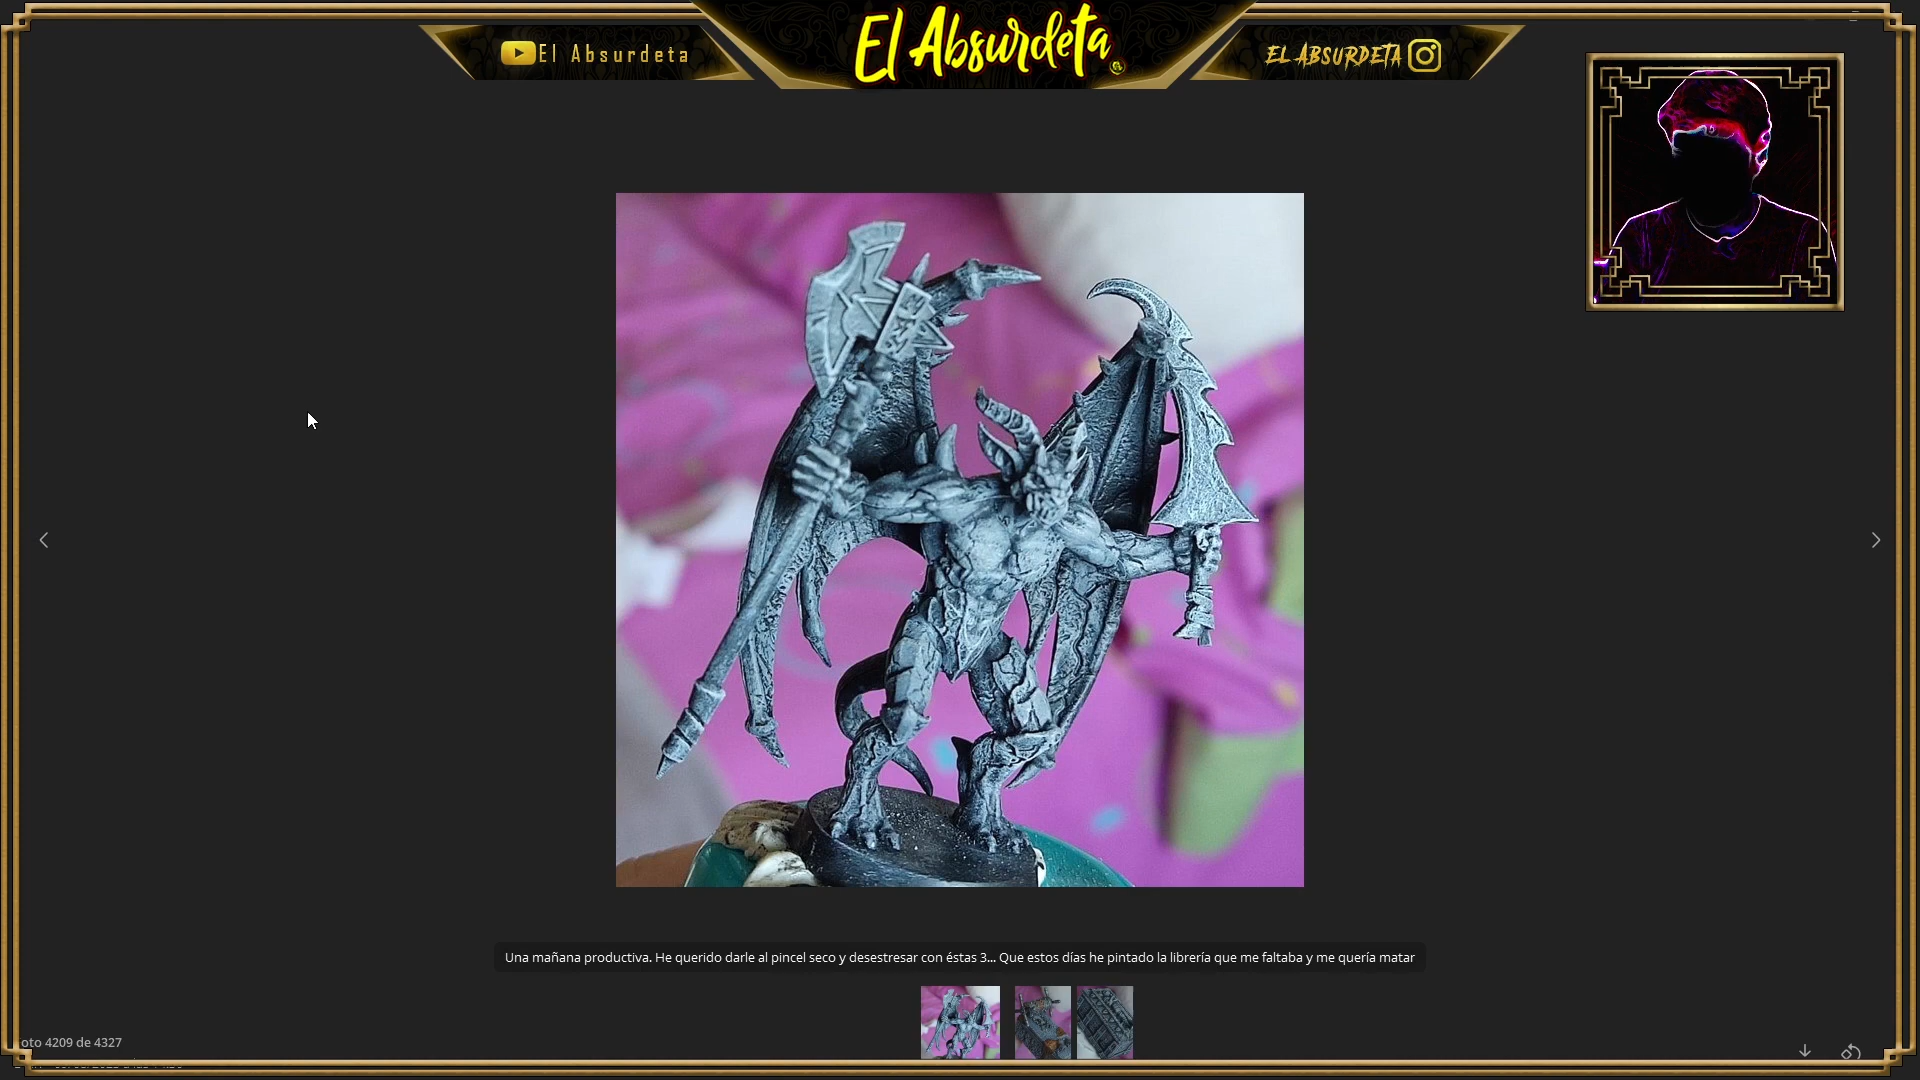 El Absurdeta
El Absurdeta
EL ABSURDETA
Una mañana productiva. He querido darle al pincel seco y desestresar con éstas 3... Que estos días he pintado la librería que me faltaba y me quería matar
oto 4209 de 4327